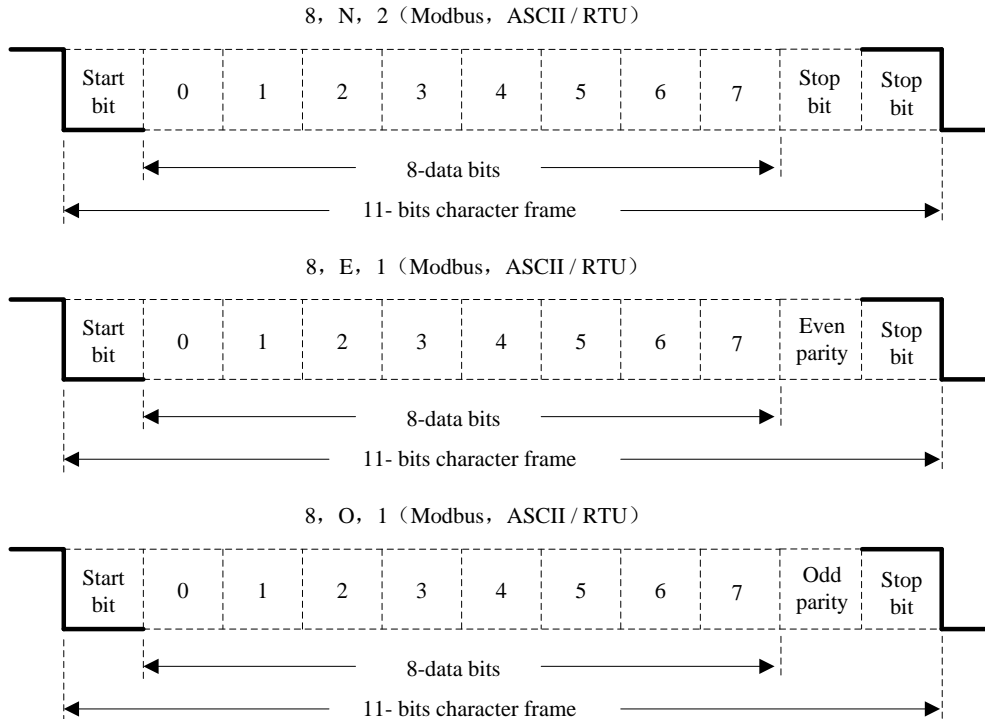 8，N，2（Modbus，ASCII / RTU）
Start bit 0 1 2 3 4 5 6 7 Stop bit Stop bit
8-data bits
11- bits character frame
8，E，1（Modbus，ASCII / RTU）
Start bit 0 1 2 3 4 5 6 7 Even parity Stop bit
8-data bits
11- bits character frame
8，O，1（Modbus，ASCII / RTU）
Start bit 0 1 2 3 4 5 6 7 Odd parity Stop bit
8-data bits
11- bits character frame